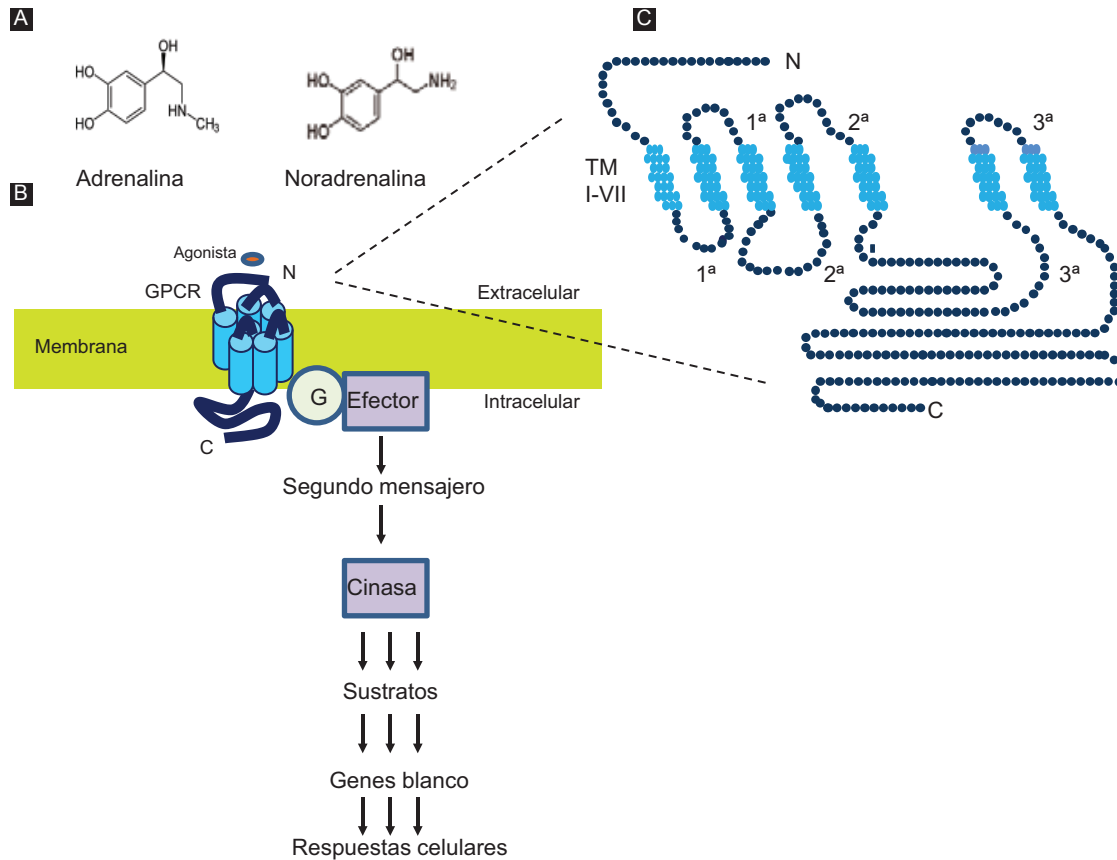 A
OH
HO
HO
HN
CH3
Adrenalina
OH
HO
HO
NH2
Noradrenalina
B
Agonista
N
GPCR
Extracelular
Membrana
G
Efector
Intracelular
C
Segundo mensajero
Cinasa
Sustratos
Genes blanco
Respuestas celulares
C
N
1ª
2ª
3ª
TM
I-VII
1ª
2ª
3ª
C